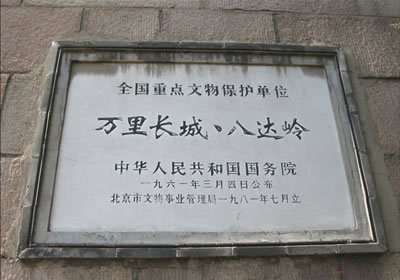 全国重点文物保护单位
万里长城·八达岭
中华人民共和国国务院
一九六一年三月四日公布
北京市文物事业管理局一九八一年七月立